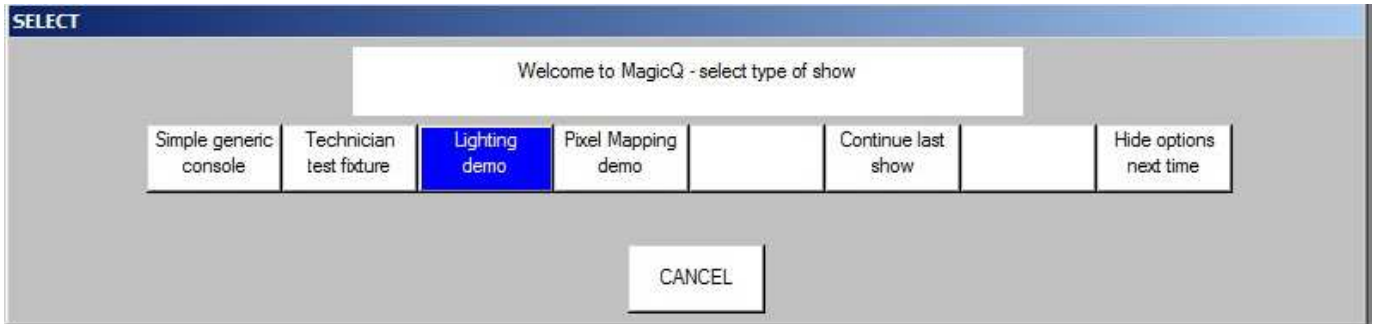 SELECT
Welcome to MagicQ - select type of show
Simple generic
console
Technician
test fixture
Lighting
demo
Pixel Mapping
demo
Continue last
show
Hide options
next time
CANCEL